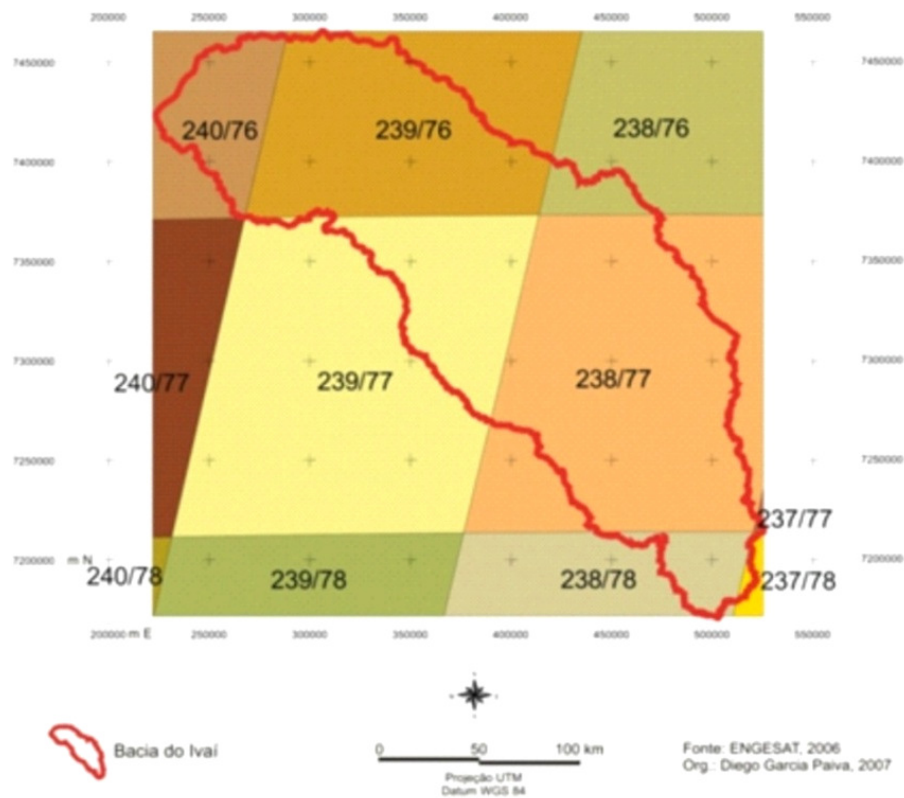 200000 250000 300000 350000 400000 450000 500000 550000
7450000 7450000
240/76 239/76 238/76
7400000 7400000
7350000 7350000
7300000 7300000
240/77 239/77 238/77
7250000 7250000
237/77
7200000 m N 7200000
240/78 239/78 238/78 237/78
200000 m E 250000 300000 350000 400000 450000 500000 550000
Bacia do Ivaí
0 50 100 km
Projeção UTM
Datum WGS 84
Fonte: ENGESAT, 2006
Org.: Diego Garcia Paiva, 2007